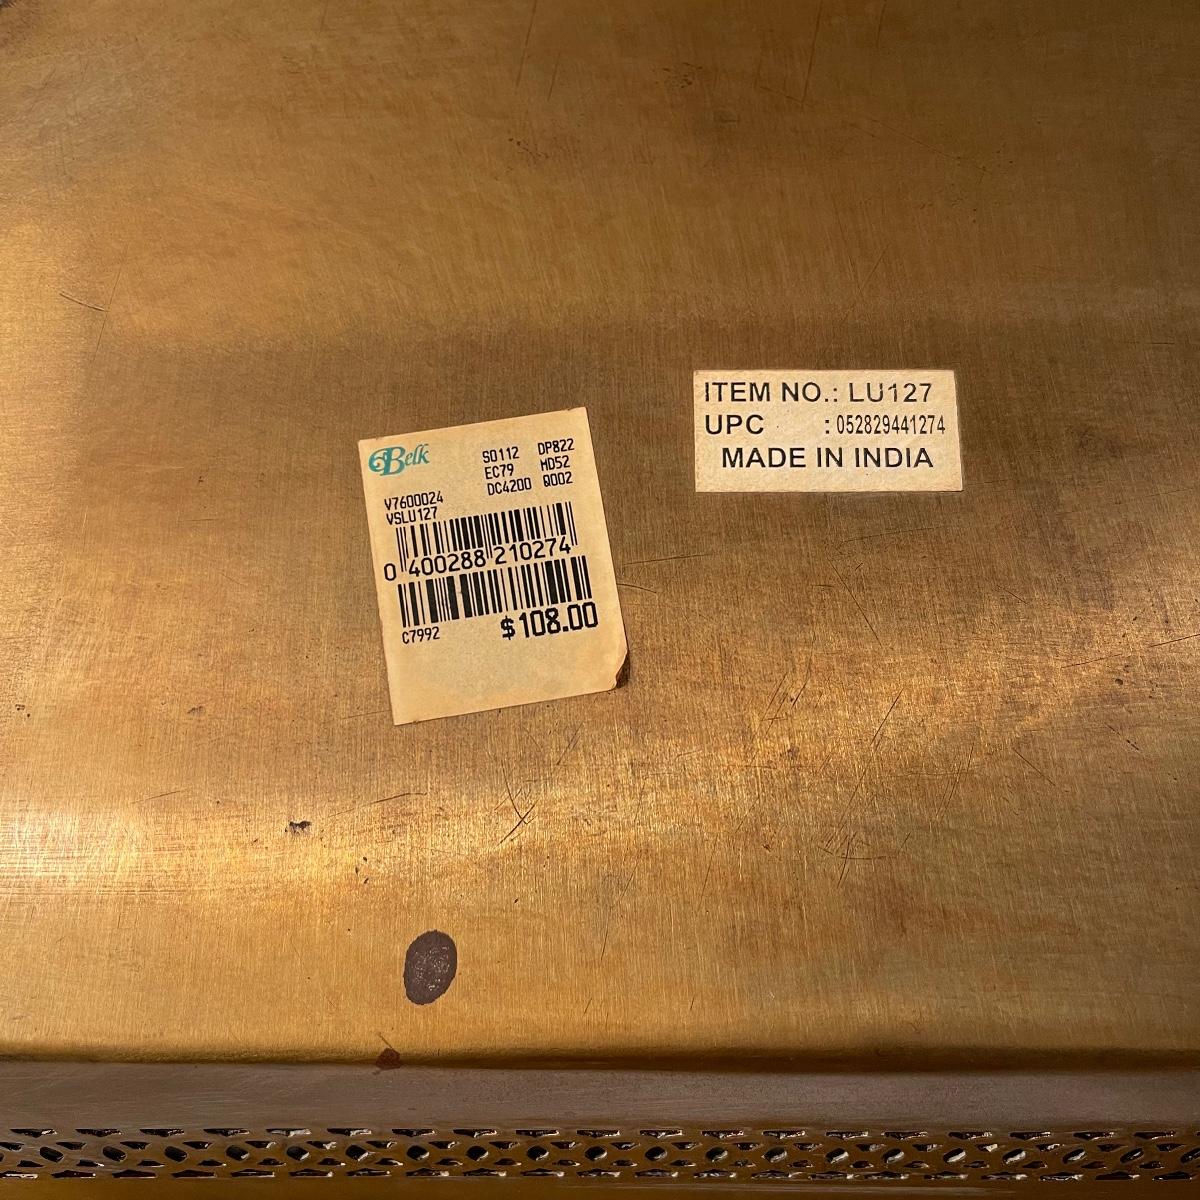 Belk
S0112 DP822
EC79 MD52
DC4200 Q002
V7600024
VSLU127
0 400288 210274
C7992 $108.00
ITEM NO.: LU127
UPC : 052829441274
MADE IN INDIA